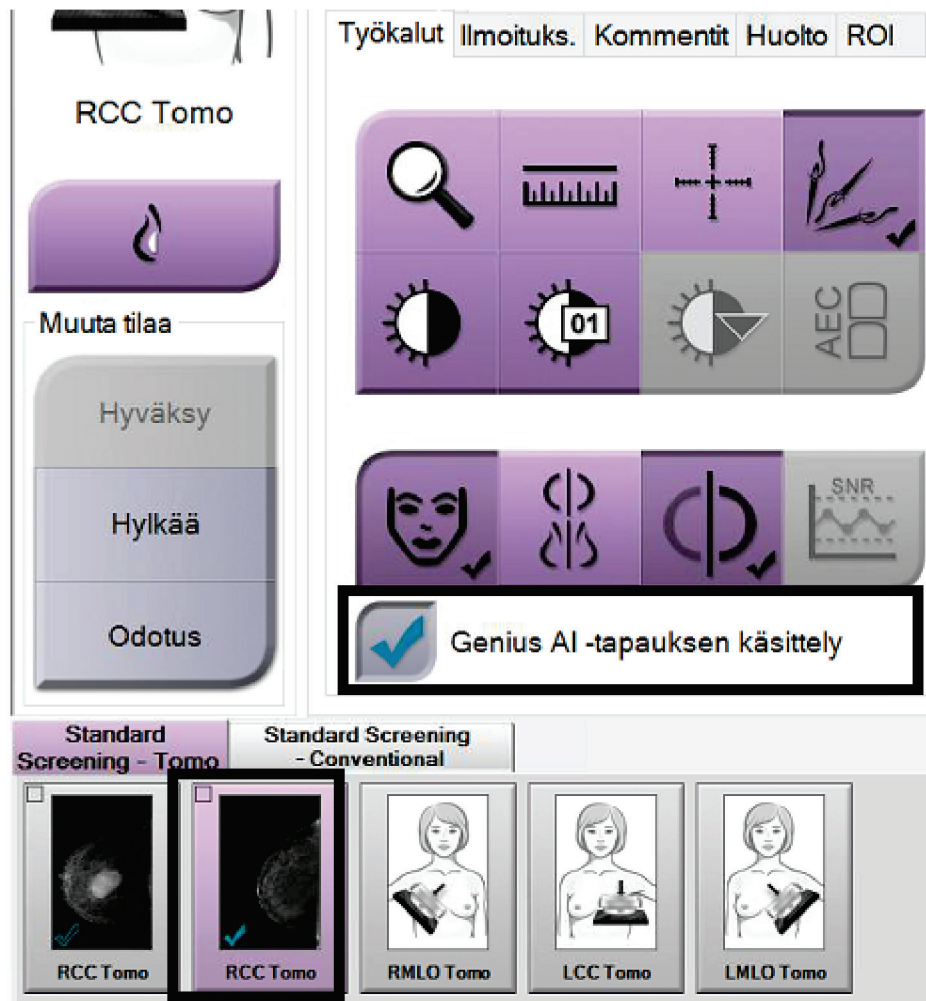 RCC Tomo
Muuta tilaa
Hyväksy
Hylkää
Odotus
Työkalut Ilmoituks. Kommentit Huolto ROI
01
AEC
SNR
Genius AI -tapauksen käsittely
Standard
Screening - Tomo
Standard Screening
- Conventional
RCC Tomo
RCC Tomo
RMLO Tomo
LCC Tomo
LMLO Tomo